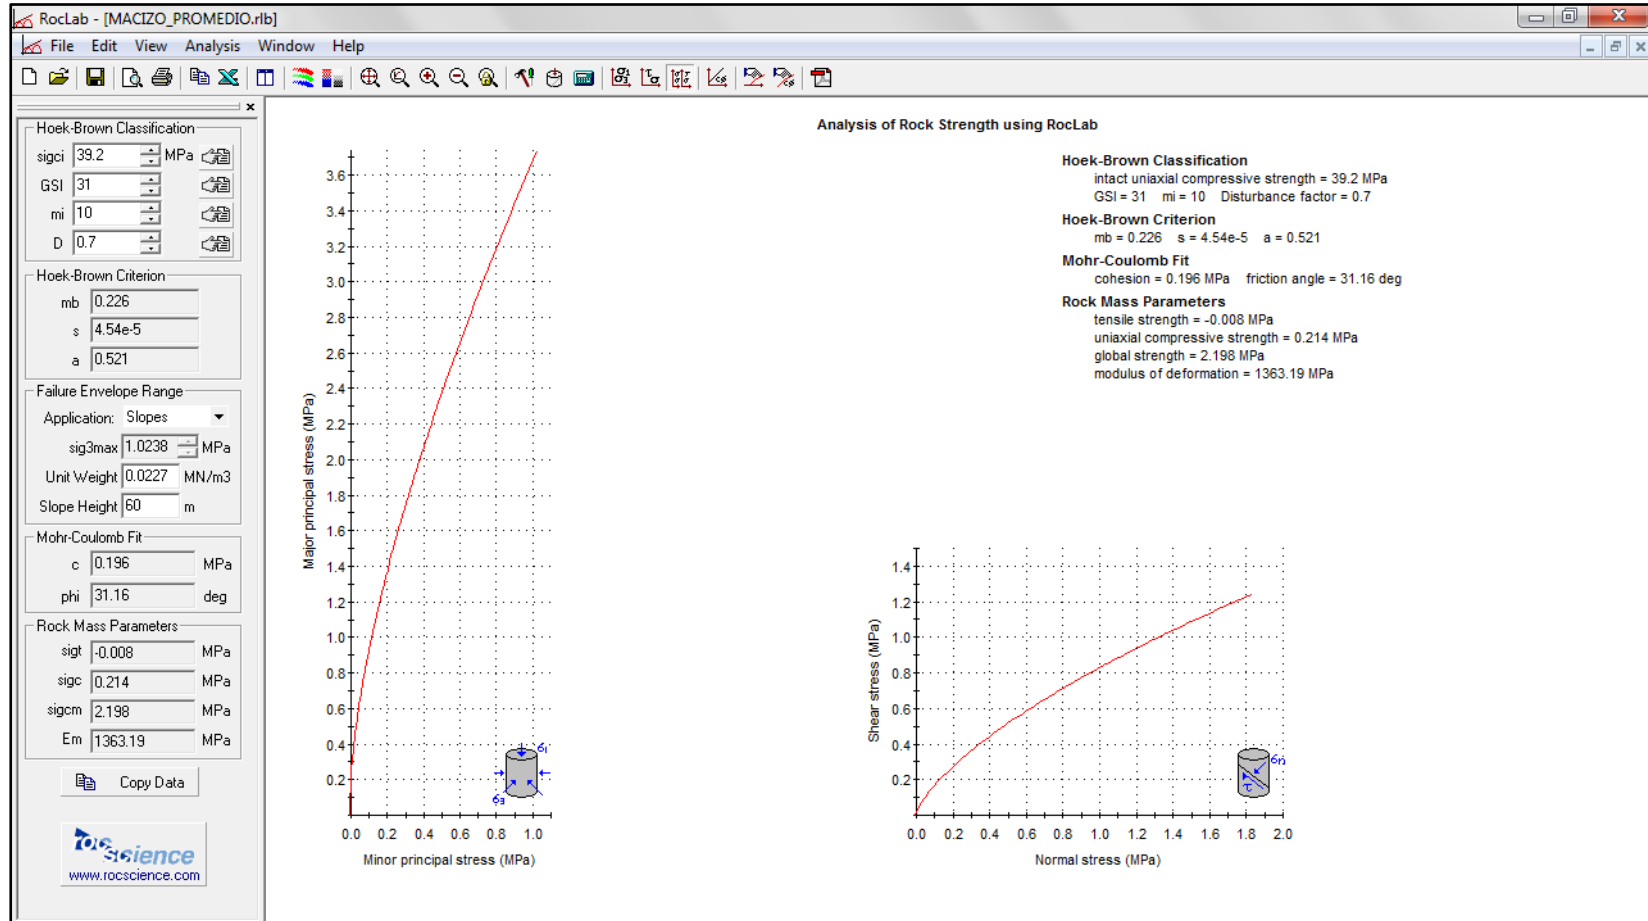 RocLab - [MACIZO_PROMEDIO.rlb]
File Edit View Analysis Window Help
Hoek-Brown Classification
sigci 39.2 MPa
GSI 31
mi 10
D 0.7
Hoek-Brown Criterion
mb 0.226
s 4.54e-5
a 0.521
Failure Envelope Range
Application: Slopes
sig3max 1.0238 MPa
Unit Weight 0.0227 MN/m3
Slope Height 60 m
Mohr-Coulomb Fit
c 0.196 MPa
phi 31.16 deg
Rock Mass Parameters
sigt -0.008 MPa
sigc 0.214 MPa
sigcm 2.198 MPa
Em 1363.19 MPa
Copy Data
rocscience
www.rocscience.com
Analysis of Rock Strength using RocLab
Hoek-Brown Classification
intact uniaxial compressive strength = 39.2 MPa
GSI = 31 mi = 10 Disturbance factor = 0.7
Hoek-Brown Criterion
mb = 0.226 s = 4.54e-5 a = 0.521
Mohr-Coulomb Fit
cohesion = 0.196 MPa friction angle = 31.16 deg
Rock Mass Parameters
tensile strength = -0.008 MPa
uniaxial compressive strength = 0.214 MPa
global strength = 2.198 MPa
modulus of deformation = 1363.19 MPa
Major principal stress (MPa)
3.6
3.4
3.2
3.0
2.8
2.6
2.4
2.2
2.0
1.8
1.6
1.4
1.2
1.0
0.8
0.6
0.4
0.2
0.0 0.2 0.4 0.6 0.8 1.0
Minor principal stress (MPa)
σ1
σ3
Shear stress (MPa)
1.4
1.2
1.0
0.8
0.6
0.4
0.2
0.0 0.2 0.4 0.6 0.8 1.0 1.2 1.4 1.6 1.8 2.0
Normal stress (MPa)
σn
τ